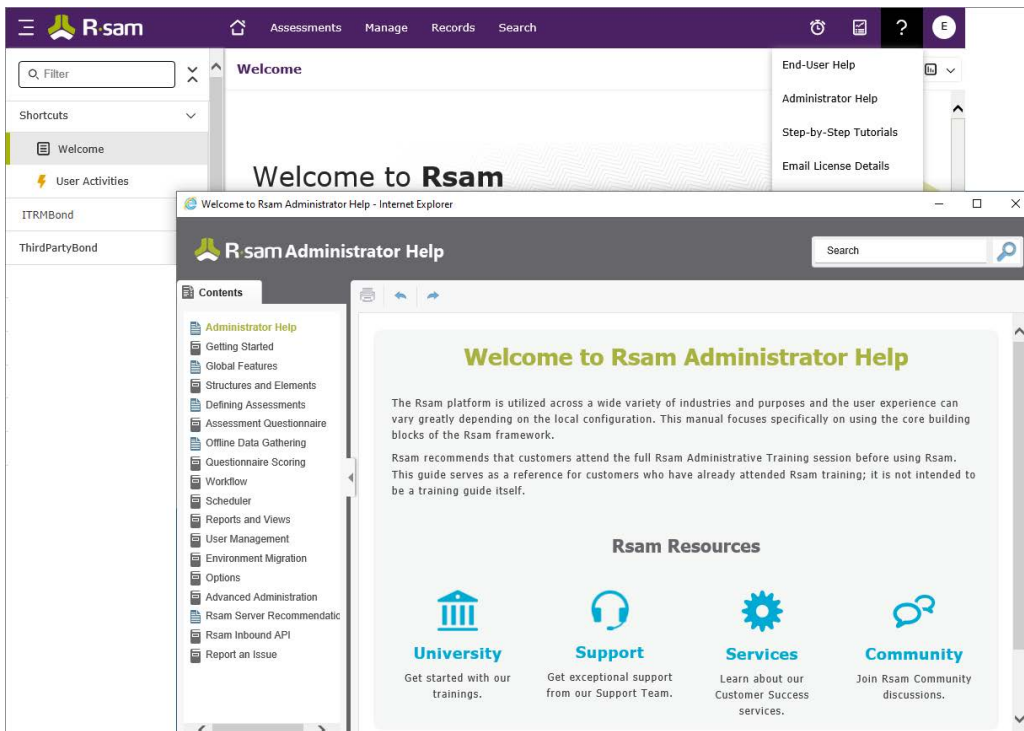 R·sam
Assessments
Manage
Records
Search
?
E
Filter
Welcome
End-User Help
Administrator Help
Step-by-Step Tutorials
Email License Details
Shortcuts
Welcome
User Activities
ITRMBond
ThirdPartyBond
Welcome to Rsam
Welcome to Rsam Administrator Help - Internet Explorer
R·sam Administrator Help
Search
Contents
Administrator Help
Getting Started
Global Features
Structures and Elements
Defining Assessments
Assessment Questionnaire
Offline Data Gathering
Questionnaire Scoring
Workflow
Scheduler
Reports and Views
User Management
Environment Migration
Options
Advanced Administration
Rsam Server Recommendatic
Rsam Inbound API
Report an Issue
Welcome to Rsam Administrator Help
The Rsam platform is utilized across a wide variety of industries and purposes and the user experience can
vary greatly depending on the local configuration. This manual focuses specifically on using the core building
blocks of the Rsam framework.
Rsam recommends that customers attend the full Rsam Administrative Training session before using Rsam.
This guide serves as a reference for customers who have already attended Rsam training; it is not intended to
be a training guide itself.
Rsam Resources
University
Get started with our
trainings.
Support
Get exceptional support
from our Support Team.
Services
Learn about our
Customer Success
services.
Community
Join Rsam Community
discussions.